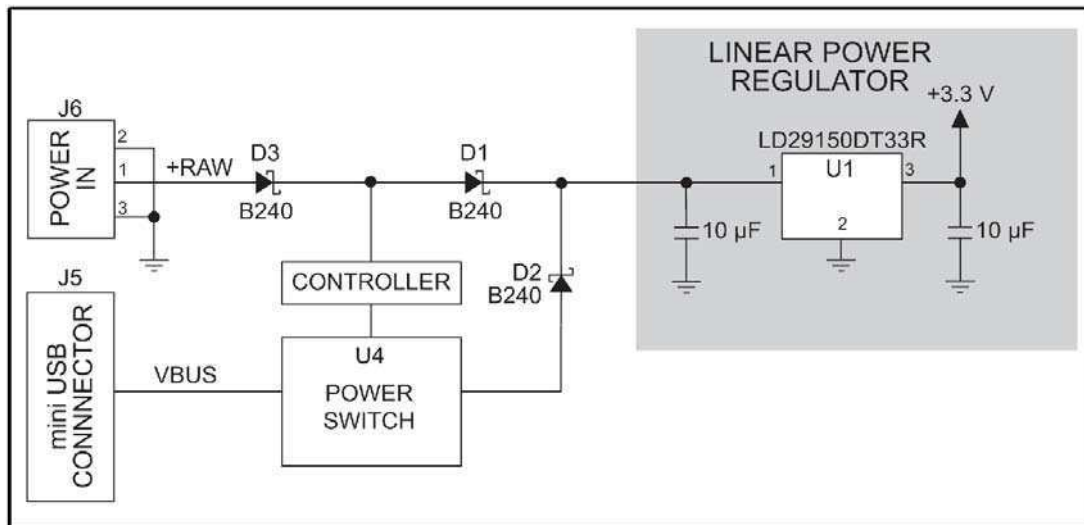 LINEAR POWER
REGULATOR
+3.3 V
LD29150DT33R
U1
1
3
2
10 µF
10 µF
J6
POWER
IN
2
1
3
+RAW
D3
B240
D1
B240
D2
B240
CONTROLLER
J5
mini USB
CONNNECTOR
VBUS
U4
POWER
SWITCH